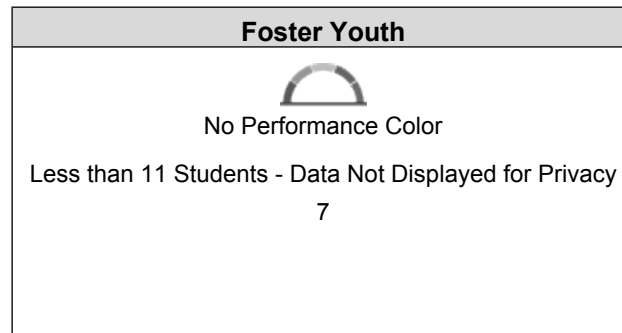 Foster Youth
No Performance Color
Less than 11 Students - Data Not Displayed for Privacy
7